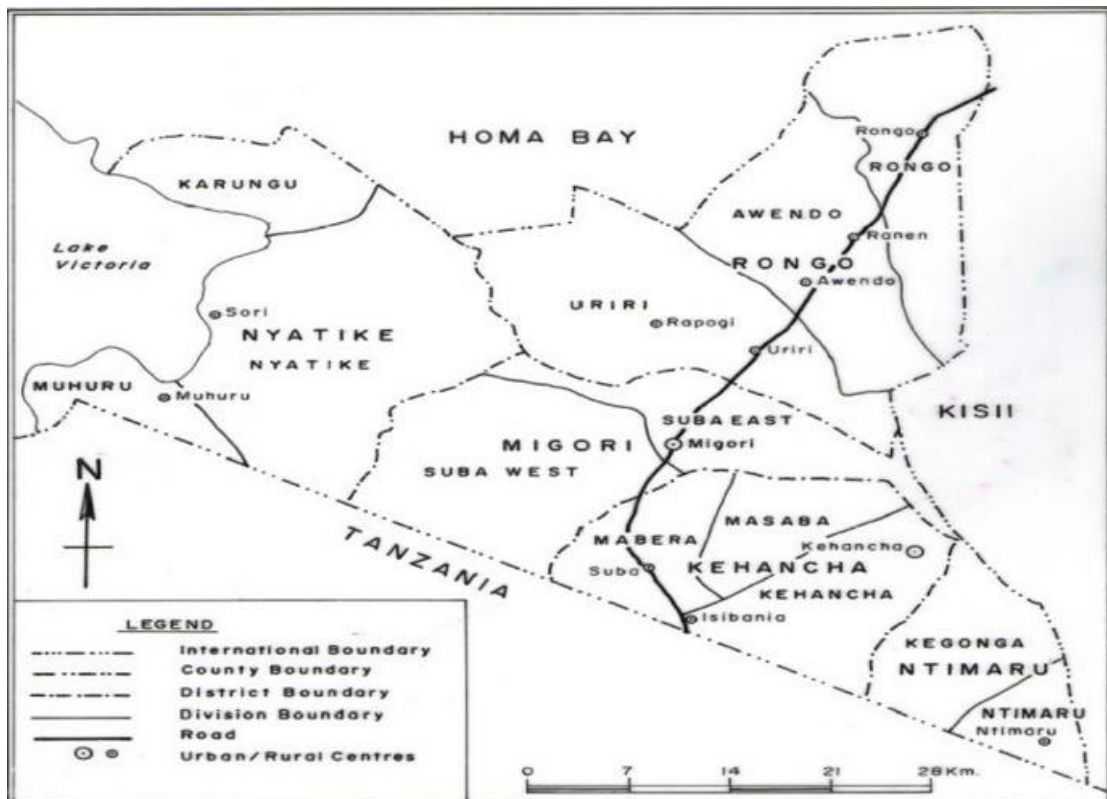 HOMA BAY
Rongo
RONGO
KARUNGU
AWENDO
Ranen
Lake
Victoria
RONGO
Awendo
Sori
URIRI
Rapogi
NYATIKE
NYATIKE
Uriri
MUHURU
Muhuru
KISII
SUBA EAST
MIGORI
Migori
SUBA WEST
N
MASABA
TANZANIA
MABERA
Kehancha
KEHANCHA
Suba
KEHANCHA
Isibania
KEGONGA
NTIMARU
NTIMARU
Ntimaru
LEGEND
International Boundary
County Boundary
District Boundary
Division Boundary
Road
Urban/Rural Centres
0 7 14 21 28 Km.